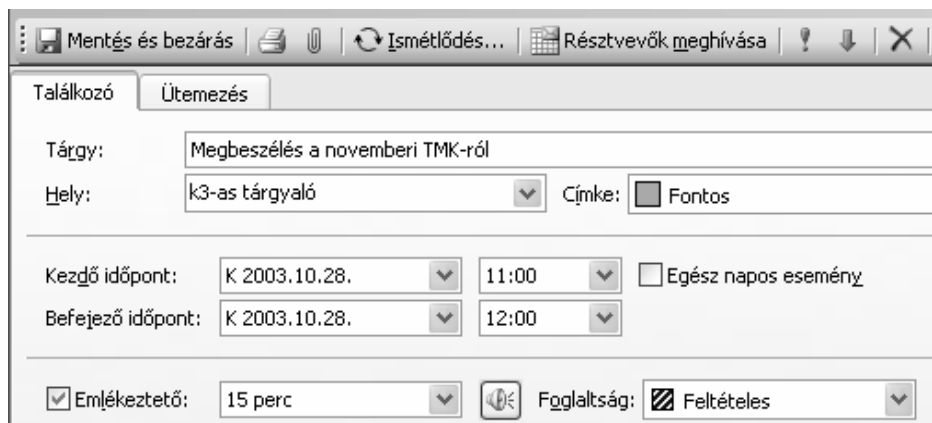 Mentés és bezárás Ismétlődés... Résztvevők meghívása
Találkozó Ütemezés
Tárgy: Megbeszélés a novemberi TMK-ról
Hely: k3-as tárgyaló Címke: Fontos
Kezdő időpont: K 2003.10.28. 11:00 Egész napos esemény
Befejező időpont: K 2003.10.28. 12:00
Emlékeztető: 15 perc Foglaltság: Feltételes